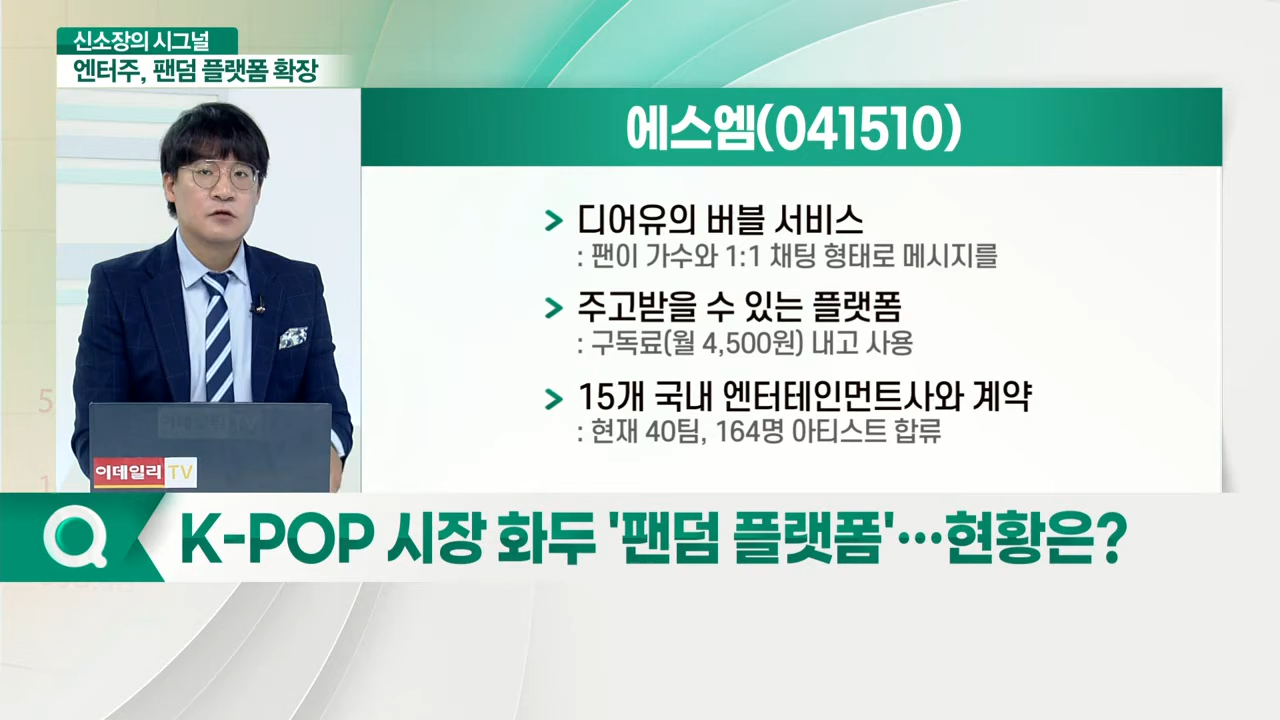 신소장의 시그널
엔터주, 팬덤 플랫폼 확장
에스엠(041510)
> 디어유의 버블 서비스
: 팬이 가수와 1:1 채팅 형태로 메시지를
> 주고받을 수 있는 플랫폼
: 구독료(월 4,500원) 내고 사용
> 15개 국내 엔터테인먼트사와 계약
: 현재 40팀, 164명 아티스트 합류
이데일리 TV
K-POP 시장 화두 '팬덤 플랫폼'…현황은?